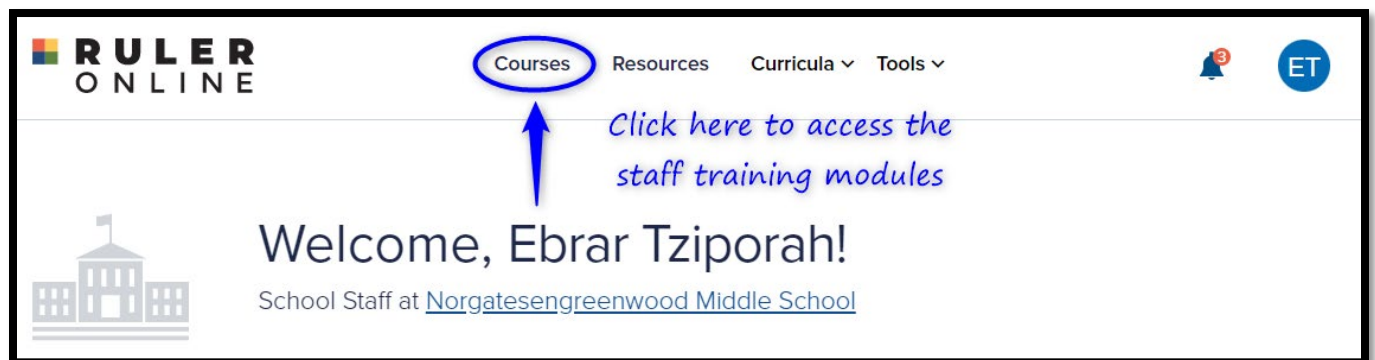 RULER
ONLINE
Courses Resources Curricula Tools
3
ET
Click here to access the
staff training modules
Welcome, Ebrar Tziporah!
School Staff at Norgatesengreenwood Middle School